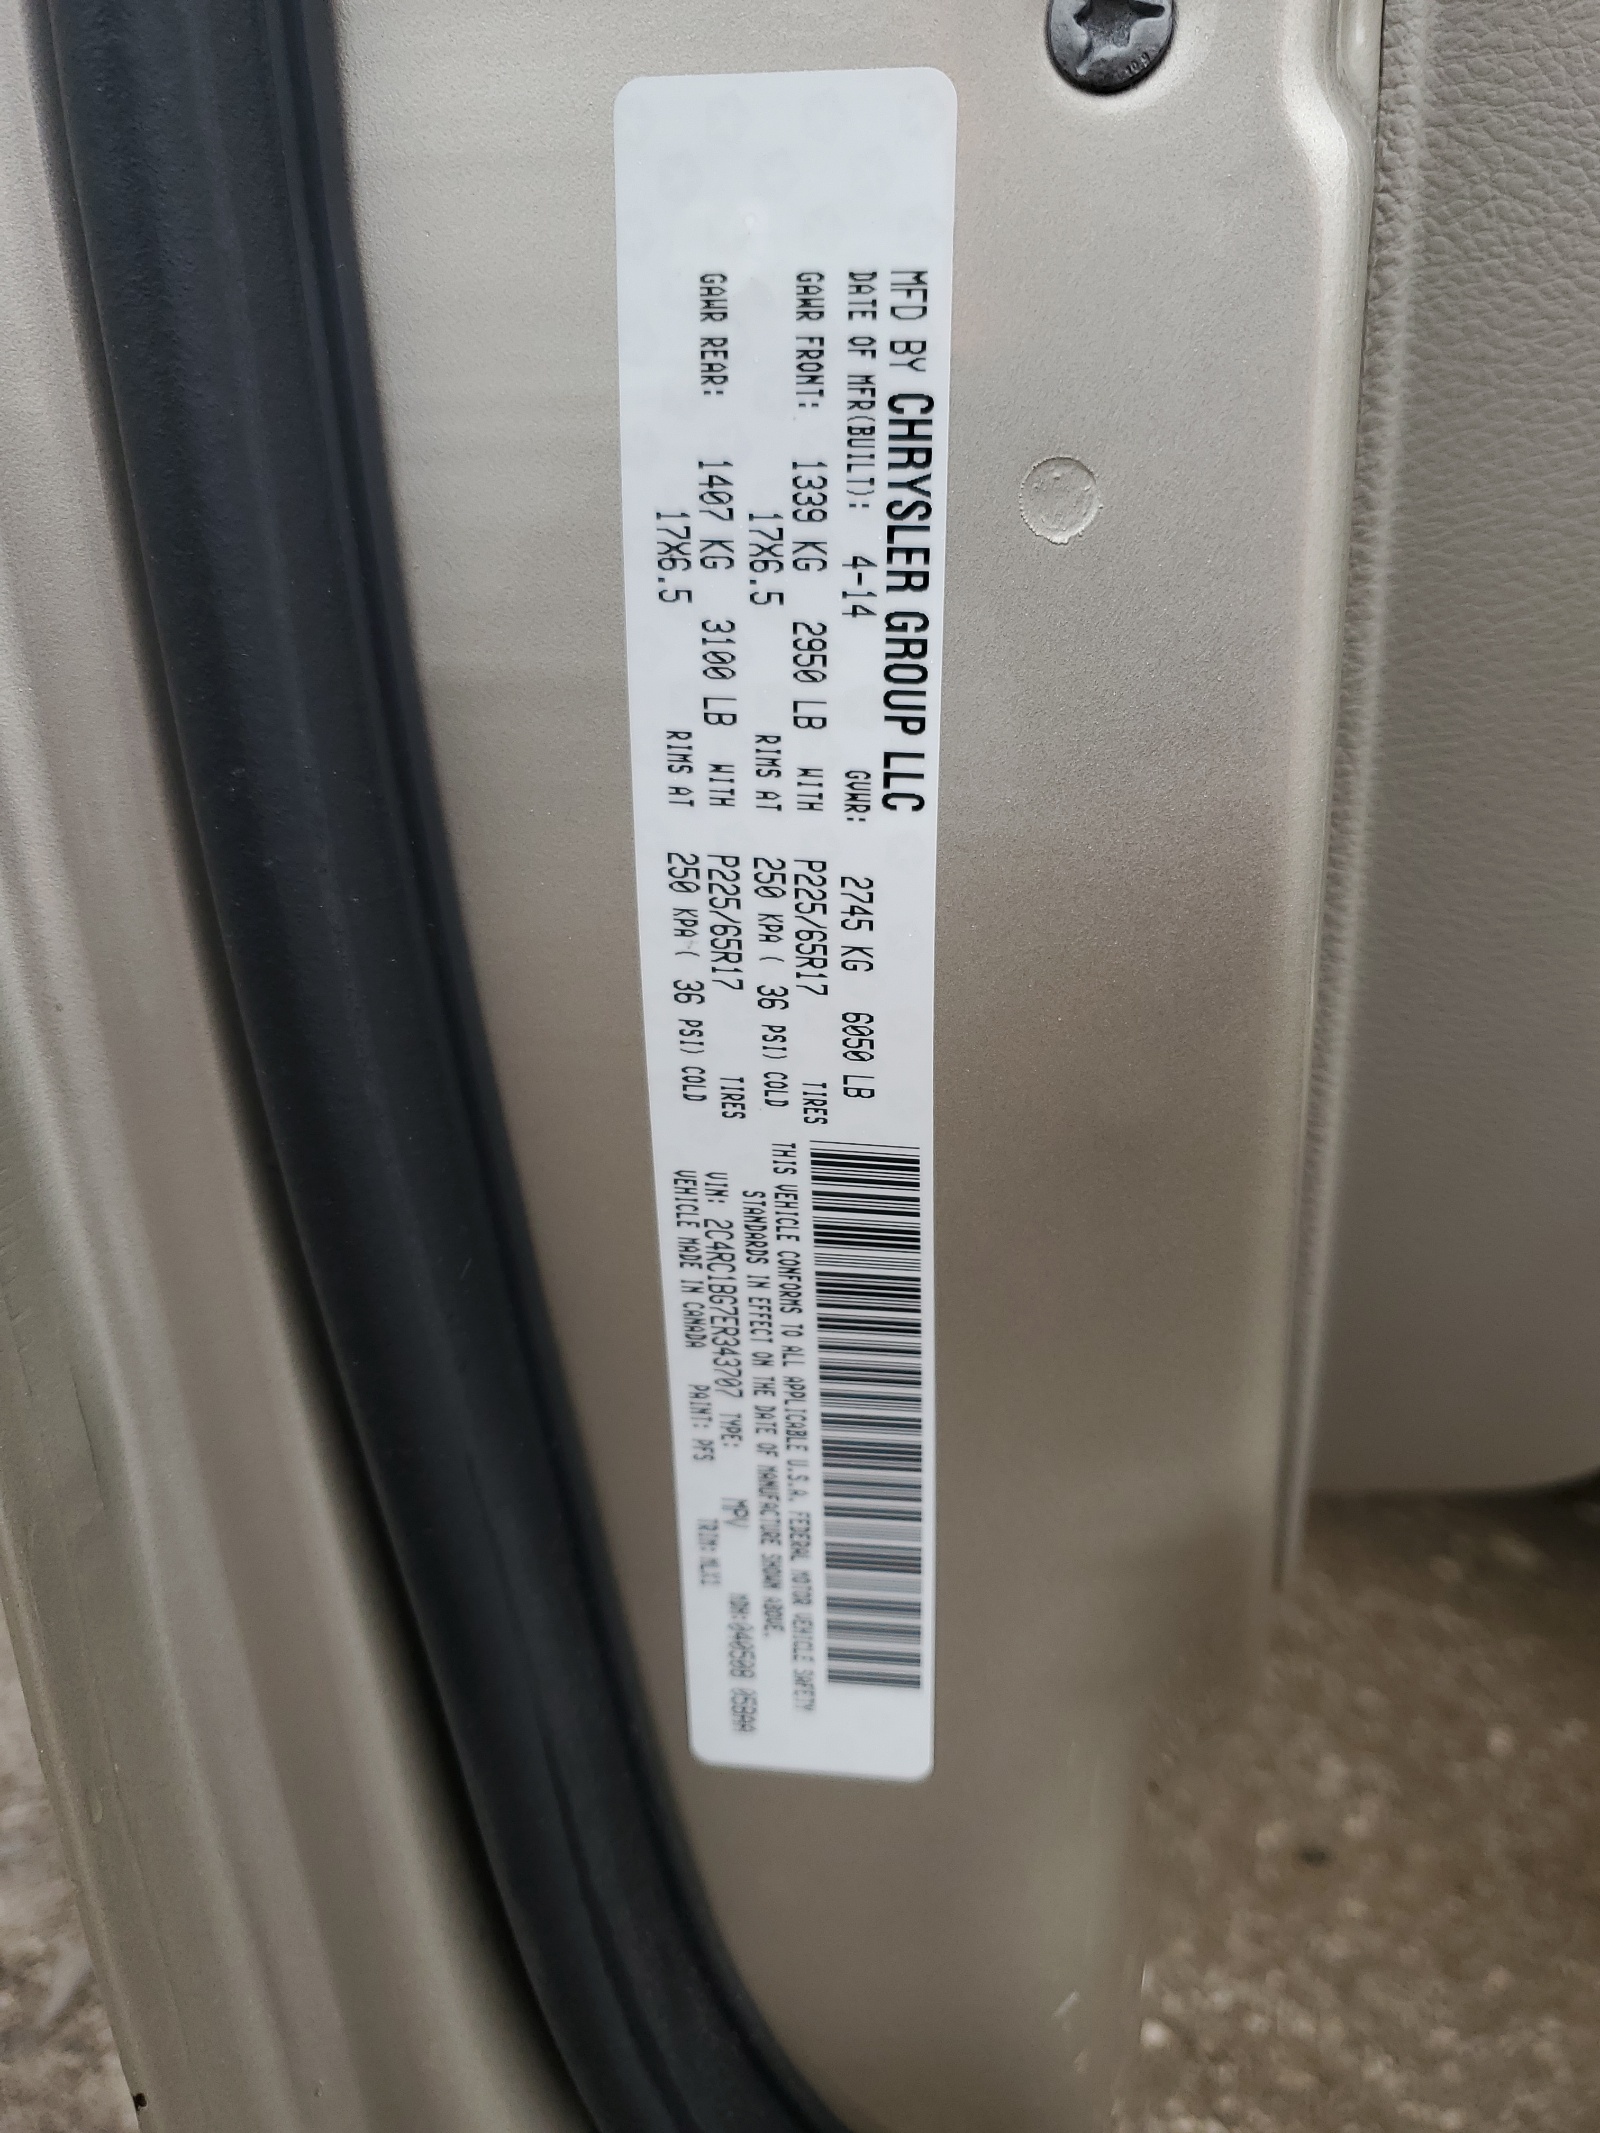 MFD BY CHRYSLER GROUP LLC
DATE OF MFR(BUILT): 4-14 GVWR: 2745 KG 6050 LB
GAWR FRONT: 1339 KG 2950 LB WITH P225/65R17 TIRES
17X6.5 RIMS AT 250 KPA ( 36 PSI) COLD
GAWR REAR: 1407 KG 3100 LB WITH P225/65R17 TIRES
17X6.5 RIMS AT 250 KPA ( 36 PSI) COLD
THIS VEHICLE CONFORMS TO ALL APPLICABLE U.S.A. FEDERAL MOTOR VEHICLE SAFETY
STANDARDS IN EFFECT ON THE DATE OF MANUFACTURE SHOWN ABOVE.
VIN: 2C4RC1BG7ER343707 TYPE: MPV MDH:040508 058AA
VEHICLE MADE IN CANADA PAINT: PFS TRIM: